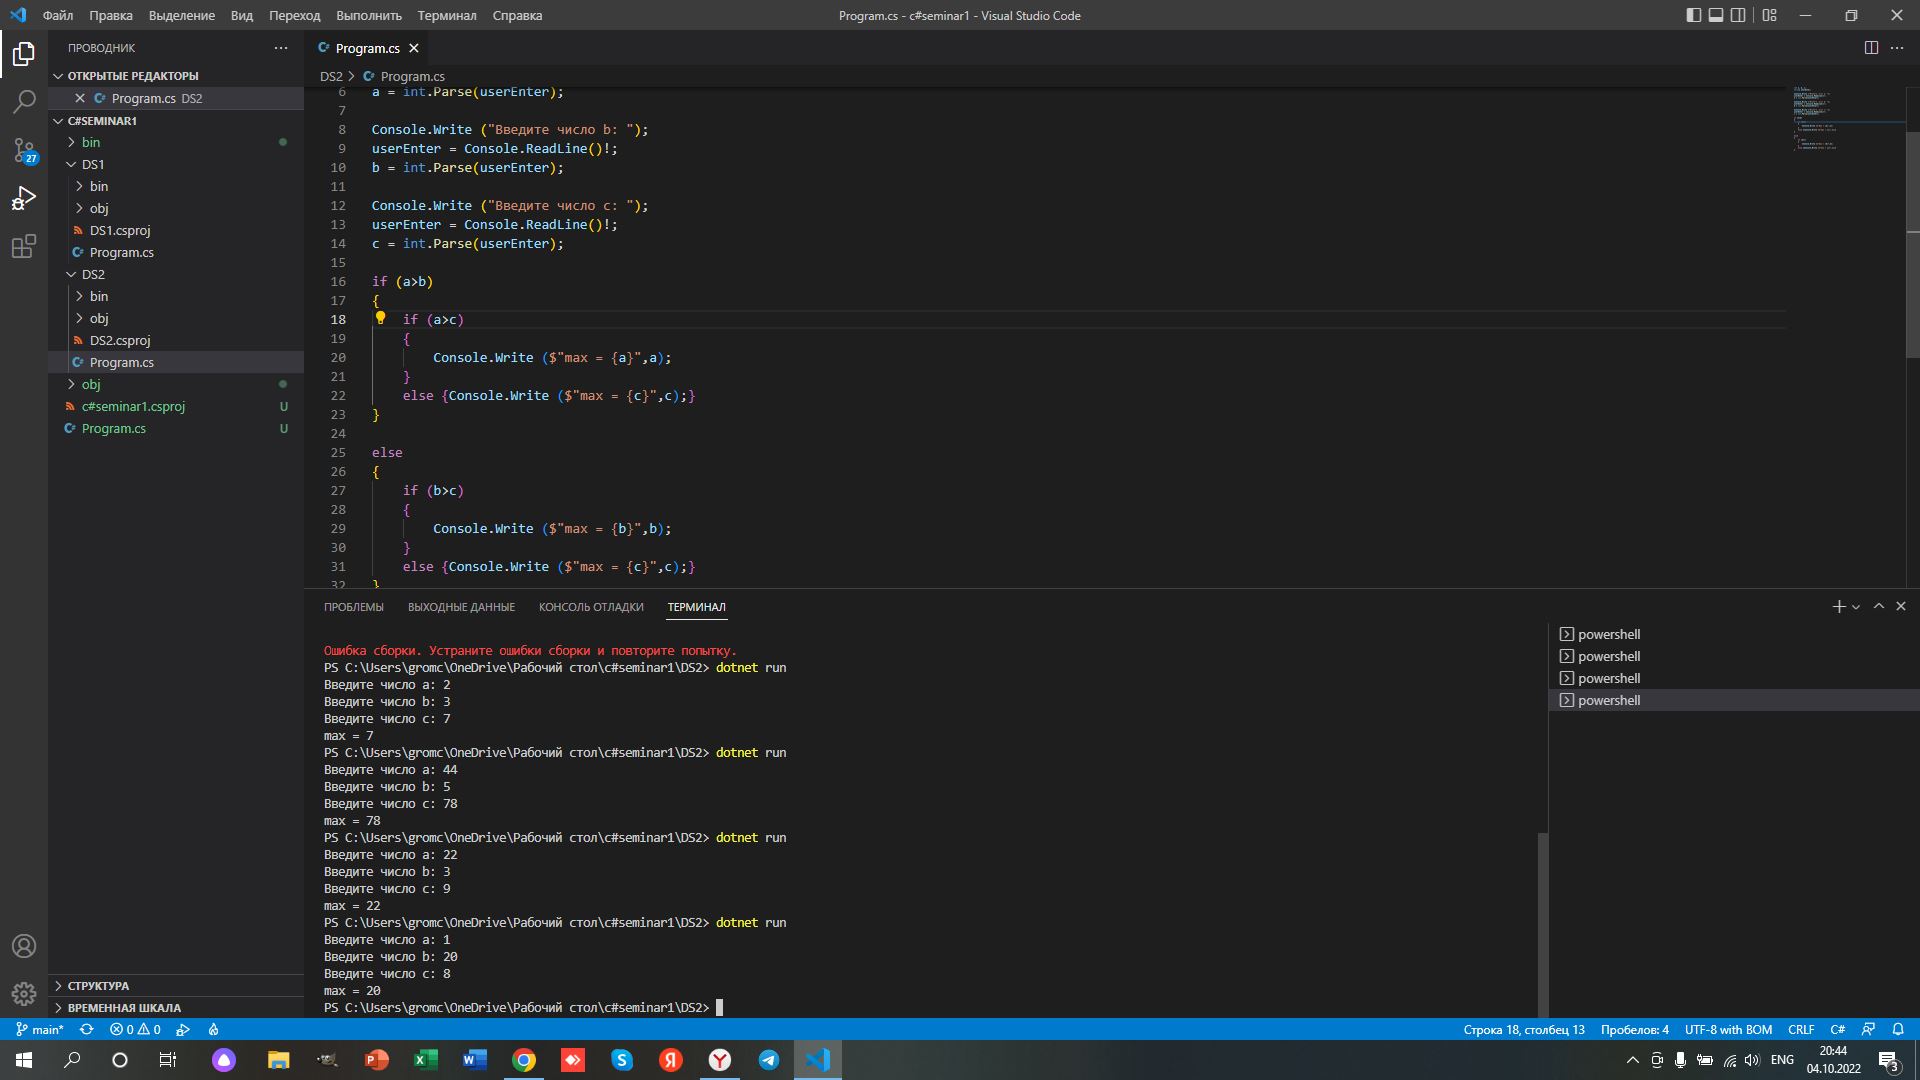 Файл Правка Выделение Вид Переход Выполнить Терминал Справка
Program.cs - c#seminar1 - Visual Studio Code
ПРОВОДНИК
ОТКРЫТЫЕ РЕДАКТОРЫ
Program.cs DS2
C#SEMINAR1
bin
DS1
bin
obj
DS1.csproj
Program.cs
DS2
bin
obj
DS2.csproj
Program.cs
obj
c#seminar1.csproj U
Program.cs U
СТРУКТУРА
ВРЕМЕННАЯ ШКАЛА
27
Program.cs
DS2 > Program.cs
6 a = int.Parse(userEnter);
7
8 Console.Write ("Введите число b: ");
9 userEnter = Console.ReadLine()!;
10 b = int.Parse(userEnter);
11
12 Console.Write ("Введите число c: ");
13 userEnter = Console.ReadLine()!;
14 c = int.Parse(userEnter);
15
16 if (a>b)
17 {
18 if (a>c)
19 {
20 Console.Write ($"max = {a}",a);
21 }
22 else {Console.Write ($"max = {c}",c);}
23 }
24
25 else
26 {
27 if (b>c)
28 {
29 Console.Write ($"max = {b}",b);
30 }
31 else {Console.Write ($"max = {c}",c);}
32 }
ПРОБЛЕМЫ ВЫХОДНЫЕ ДАННЫЕ КОНСОЛЬ ОТЛАДКИ ТЕРМИНАЛ
Ошибка сборки. Устраните ошибки сборки и повторите попытку.
PS C:\Users\gromc\OneDrive\Рабочий стол\c#seminar1\DS2> dotnet run
Введите число a: 2
Введите число b: 3
Введите число c: 7
max = 7
PS C:\Users\gromc\OneDrive\Рабочий стол\c#seminar1\DS2> dotnet run
Введите число a: 44
Введите число b: 5
Введите число c: 78
max = 78
PS C:\Users\gromc\OneDrive\Рабочий стол\c#seminar1\DS2> dotnet run
Введите число a: 22
Введите число b: 3
Введите число c: 9
max = 22
PS C:\Users\gromc\OneDrive\Рабочий стол\c#seminar1\DS2> dotnet run
Введите число a: 1
Введите число b: 20
Введите число c: 8
max = 20
PS C:\Users\gromc\OneDrive\Рабочий стол\c#seminar1\DS2>
powershell
powershell
powershell
powershell
main* 0 0
Строка 18, столбец 13 Пробелов: 4 UTF-8 with BOM CRLF C#
ENG
20:44
04.10.2022
3